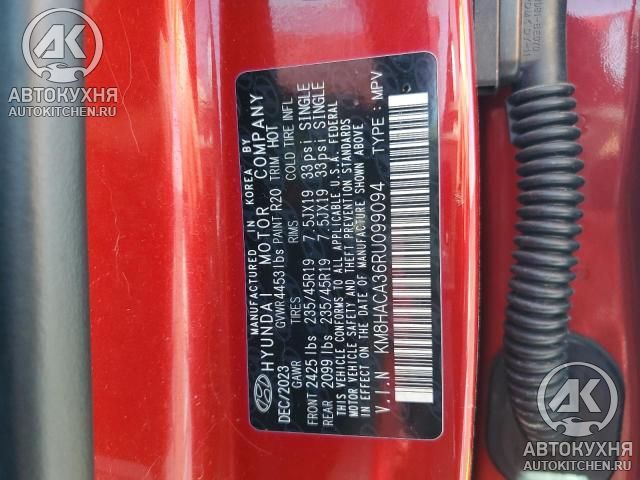 АВТОКУХНЯ
AVTOKITCHEN.RU
MANUFACTURED IN KOREA BY
HYUNDAI MOTOR COMPANY
DEC/2023 GVWR 4453 lbs PAINT R20 TRIM HOT
GAWR TIRES RIMS COLD TIRE INFL
FRONT 2425 lbs 235/45R19 7.5JX19 33psi SINGLE
REAR 2099 lbs 235/45R19 7.5JX19 33psi SINGLE
THIS VEHICLE CONFORMS TO ALL APPLICABLE U.S.A. FEDERAL
MOTOR VEHICLE SAFETY AND THEFT PREVENTION STANDARDS
IN EFFECT ON THE DATE OF MANUFACTURE SHOWN ABOVE
V.I.N KM8HACA36RU099094 TYPE : MPV
АВТОКУХНЯ
AVTOKITCHEN.RU